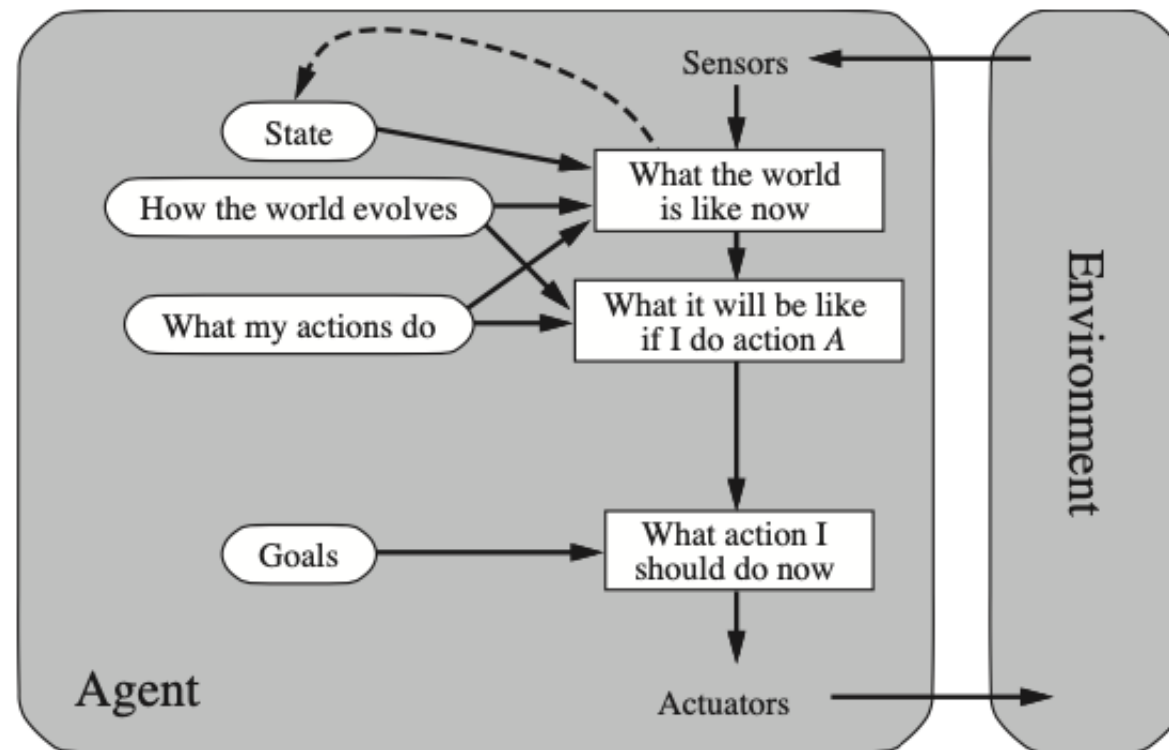 Sensors
State
What the world
is like now
How the world evolves
What it will be like
if I do action A
What my actions do
Environment
What action I
should do now
Goals
Agent
Actuators